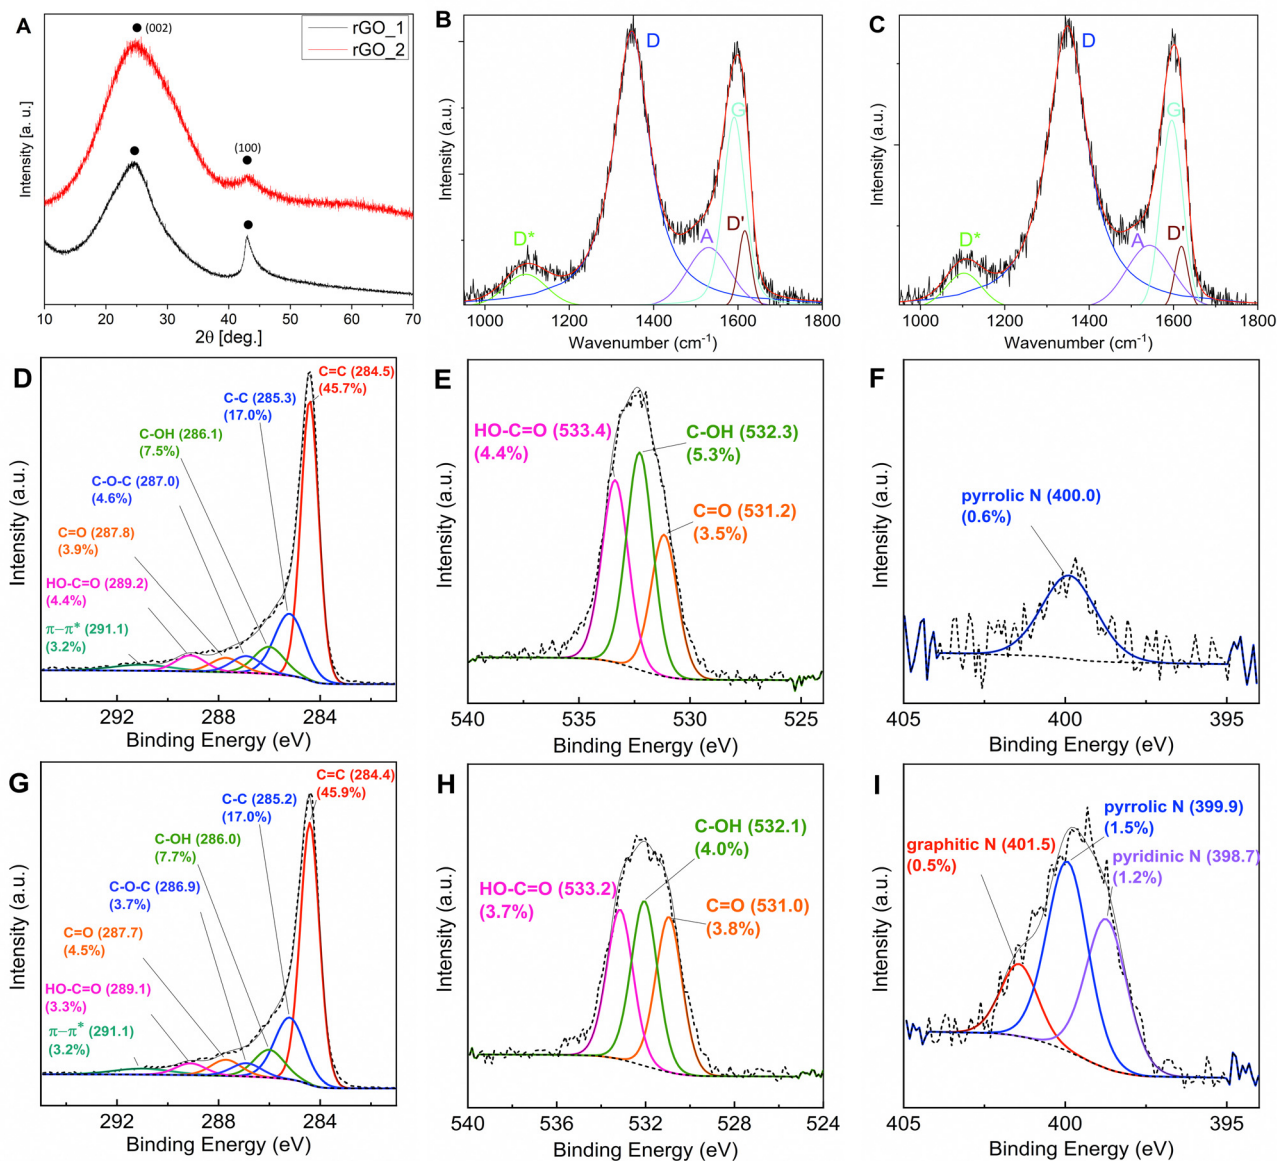 A
(002)
rGO_1
rGO_2
(100)
Intensity [a. u.]
10 20 30 40 50 60 70
2θ [deg.]
B
D
G
D'
A
D*
Intensity (a.u.)
1000 1200 1400 1600 1800
Wavenumber (cm⁻¹)
C
D
G
D'
A
D*
Intensity (a.u.)
1000 1200 1400 1600 1800
Wavenumber (cm⁻¹)
D
C=C (284.5)
(45.7%)
C-C (285.3)
(17.0%)
C-OH (286.1)
(7.5%)
C-O-C (287.0)
(4.6%)
C=O (287.8)
(3.9%)
HO-C=O (289.2)
(4.4%)
π–π* (291.1)
(3.2%)
Intensity (a.u.)
292 288 284
Binding Energy (eV)
E
HO-C=O (533.4)
(4.4%)
C-OH (532.3)
(5.3%)
C=O (531.2)
(3.5%)
Intensity (a.u.)
540 535 530 525
Binding Energy (eV)
F
pyrrolic N (400.0)
(0.6%)
Intensity (a.u.)
405 400 395
Binding Energy (eV)
G
C=C (284.4)
(45.9%)
C-C (285.2)
(17.0%)
C-OH (286.0)
(7.7%)
C-O-C (286.9)
(3.7%)
C=O (287.7)
(4.5%)
HO-C=O (289.1)
(3.3%)
π–π* (291.1)
(3.2%)
Intensity (a.u.)
292 288 284
Binding Energy (eV)
H
C-OH (532.1)
(4.0%)
HO-C=O (533.2)
(3.7%)
C=O (531.0)
(3.8%)
Intensity (a.u.)
540 536 532 528 524
Binding Energy (eV)
I
pyrrolic N (399.9)
(1.5%)
graphitic N (401.5)
(0.5%)
pyridinic N (398.7)
(1.2%)
Intensity (a.u.)
405 400 395
Binding Energy (eV)